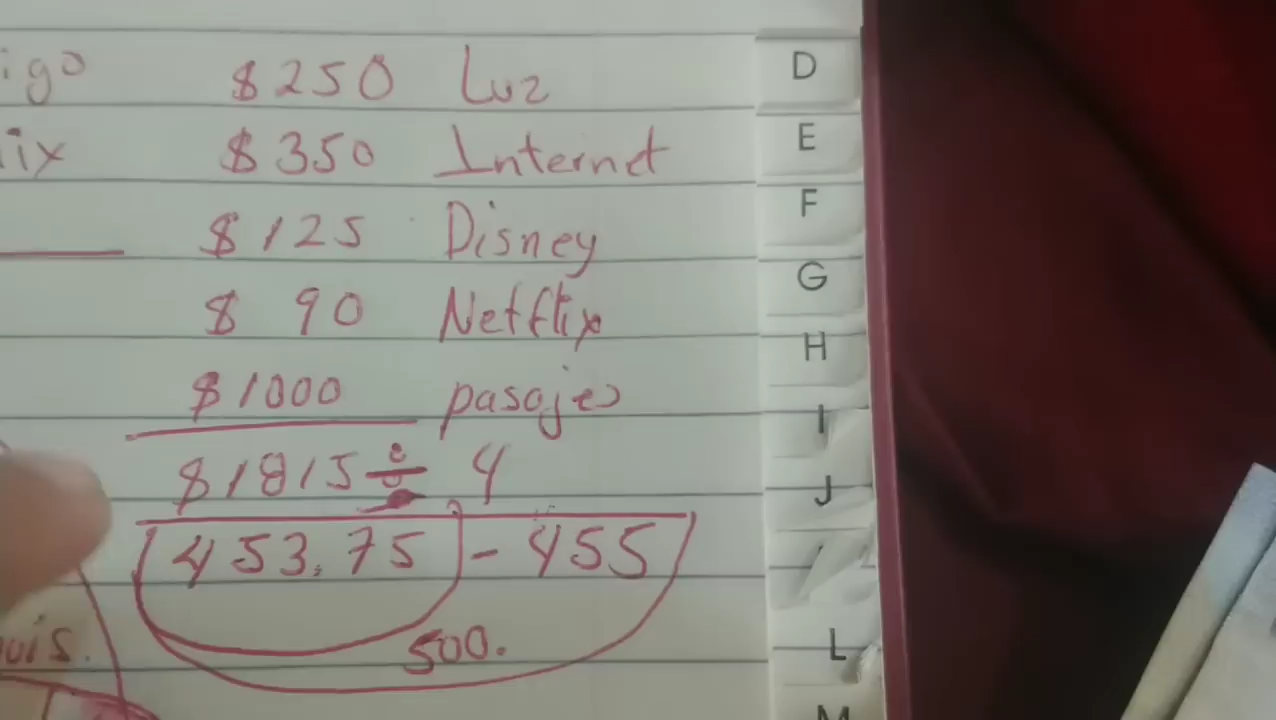 igo $250 Luz D
ix $350 Internet E
$125 Disney F
G
$ 90 Netflix H
$1000 pasajes I
$1815 ÷ 4 J
453.75 - 455
uis. 500. L
M